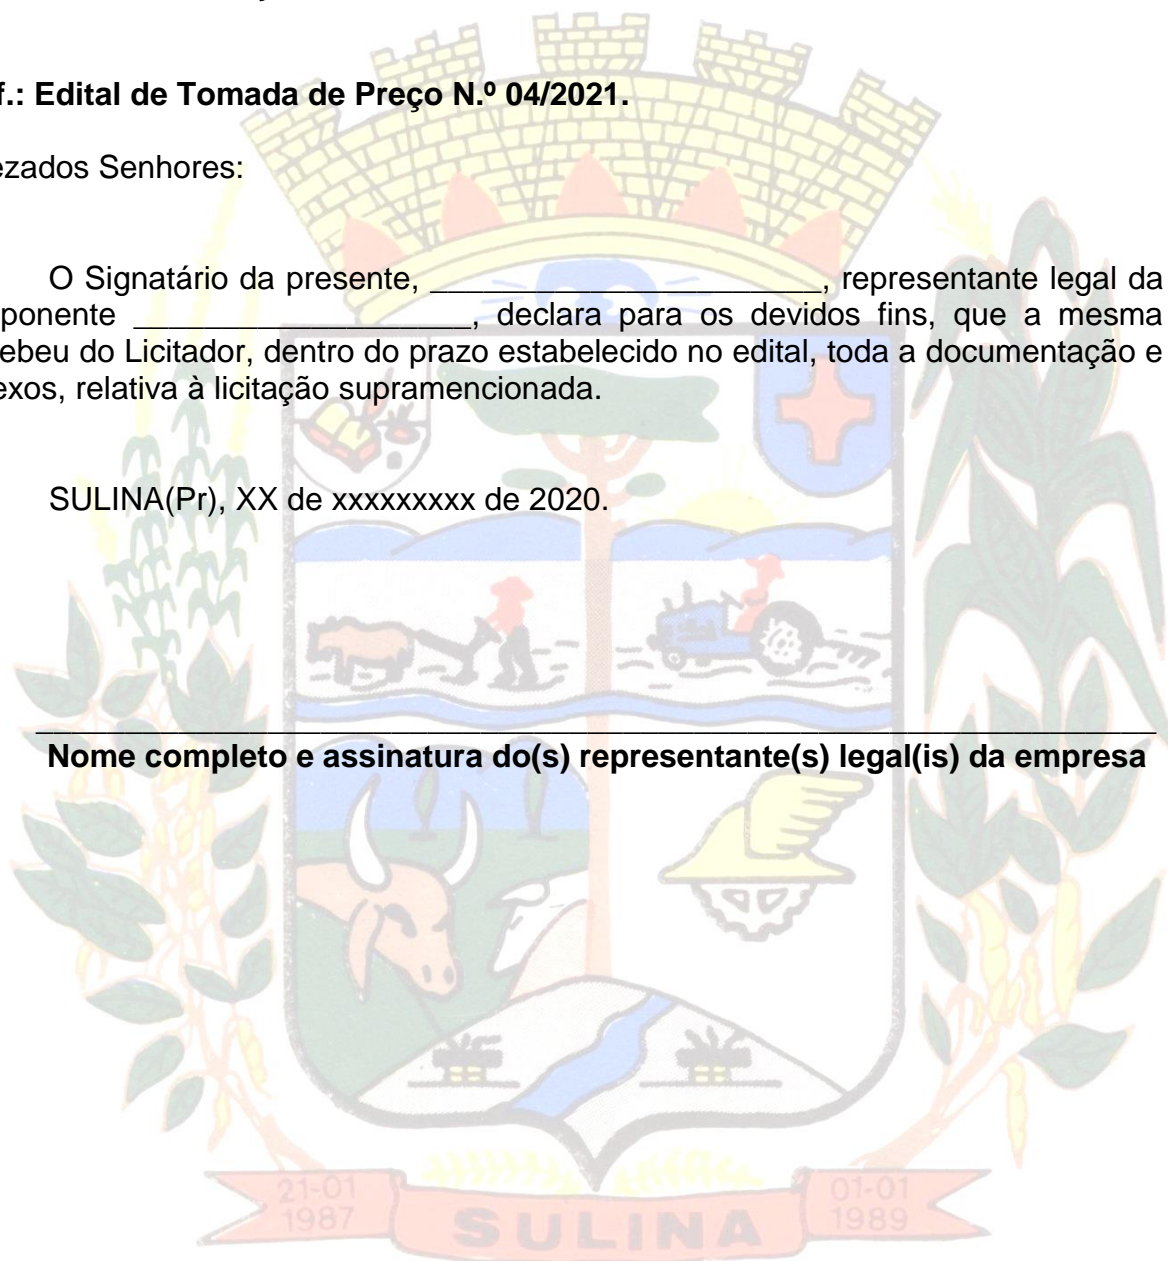 f.: Edital de Tomada de Preço N.º 04/2021.
ezados Senhores:
O Signatário da presente, ______________________, representante legal da
ponente ___________________, declara para os devidos fins, que a mesma
ebeu do Licitador, dentro do prazo estabelecido no edital, toda a documentação e
exos, relativa à licitação supramencionada.
SULINA(Pr), XX de xxxxxxxxx de 2020.
Nome completo e assinatura do(s) representante(s) legal(is) da empresa
21-01
1987
SULINA
01-01
1989